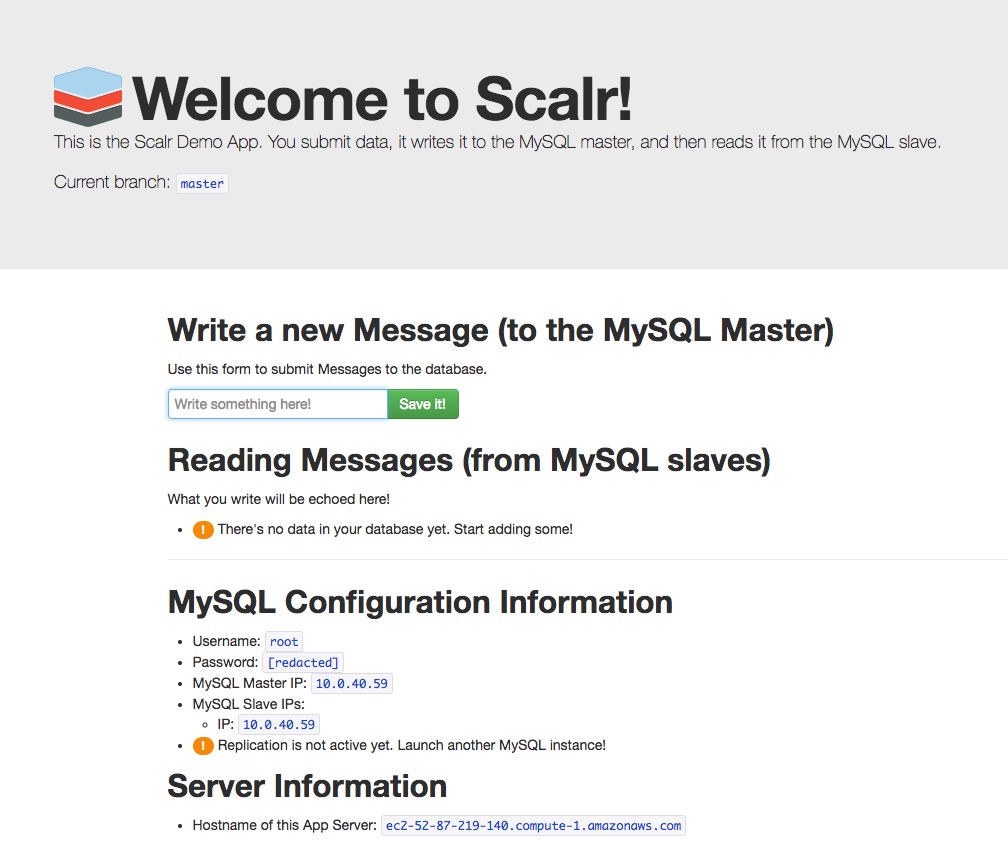 Welcome to Scalr!
This is the Scalr Demo App. You submit data, it writes it to the MySQL master, and then reads it from the MySQL slave.
Current branch: master
Write a new Message (to the MySQL Master)
Use this form to submit Messages to the database.
Write something here! Save it!
Reading Messages (from MySQL slaves)
What you write will be echoed here!
• ! There's no data in your database yet. Start adding some!
MySQL Configuration Information
• Username: root
• Password: [redacted]
• MySQL Master IP: 10.0.40.59
• MySQL Slave IPs:
◦ IP: 10.0.40.59
• ! Replication is not active yet. Launch another MySQL instance!
Server Information
• Hostname of this App Server: ec2-52-87-219-140.compute-1.amazonaws.com